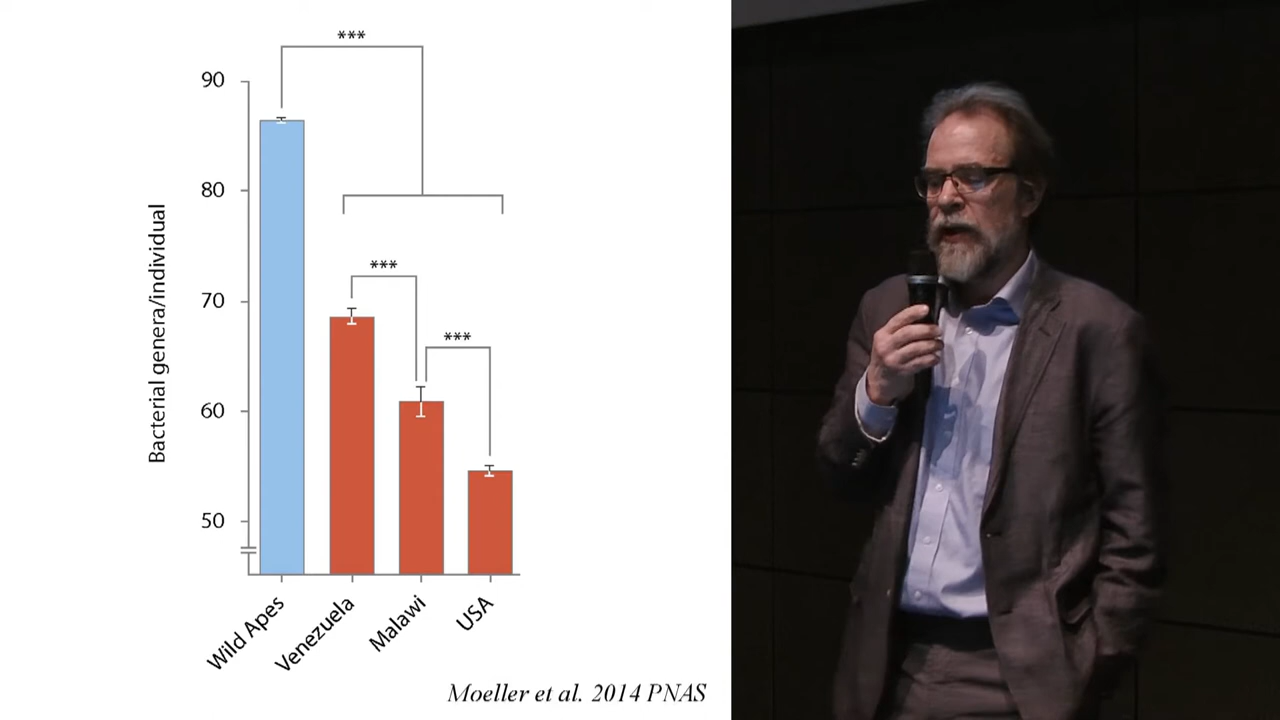 ***
90
80
***
70
***
60
50
Bacterial genera/individual
Wild Apes
Venezuela
Malawi
USA
Moeller et al. 2014 PNAS